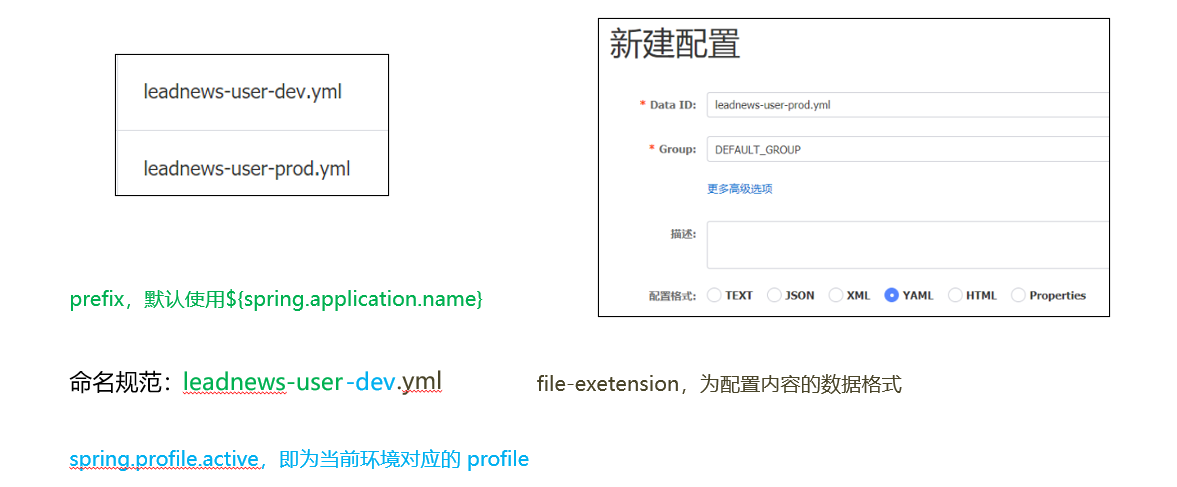 leadnews-user-dev.yml
leadnews-user-prod.yml
新建配置
* Data ID: leadnews-user-prod.yml
* Group: DEFAULT_GROUP
更多高级选项
描述:
配置格式: TEXT JSON XML YAML HTML Properties
prefix，默认使用${spring.application.name}
命名规范：leadnews-user-dev.yml
file-exetension，为配置内容的数据格式
spring.profile.active，即为当前环境对应的 profile